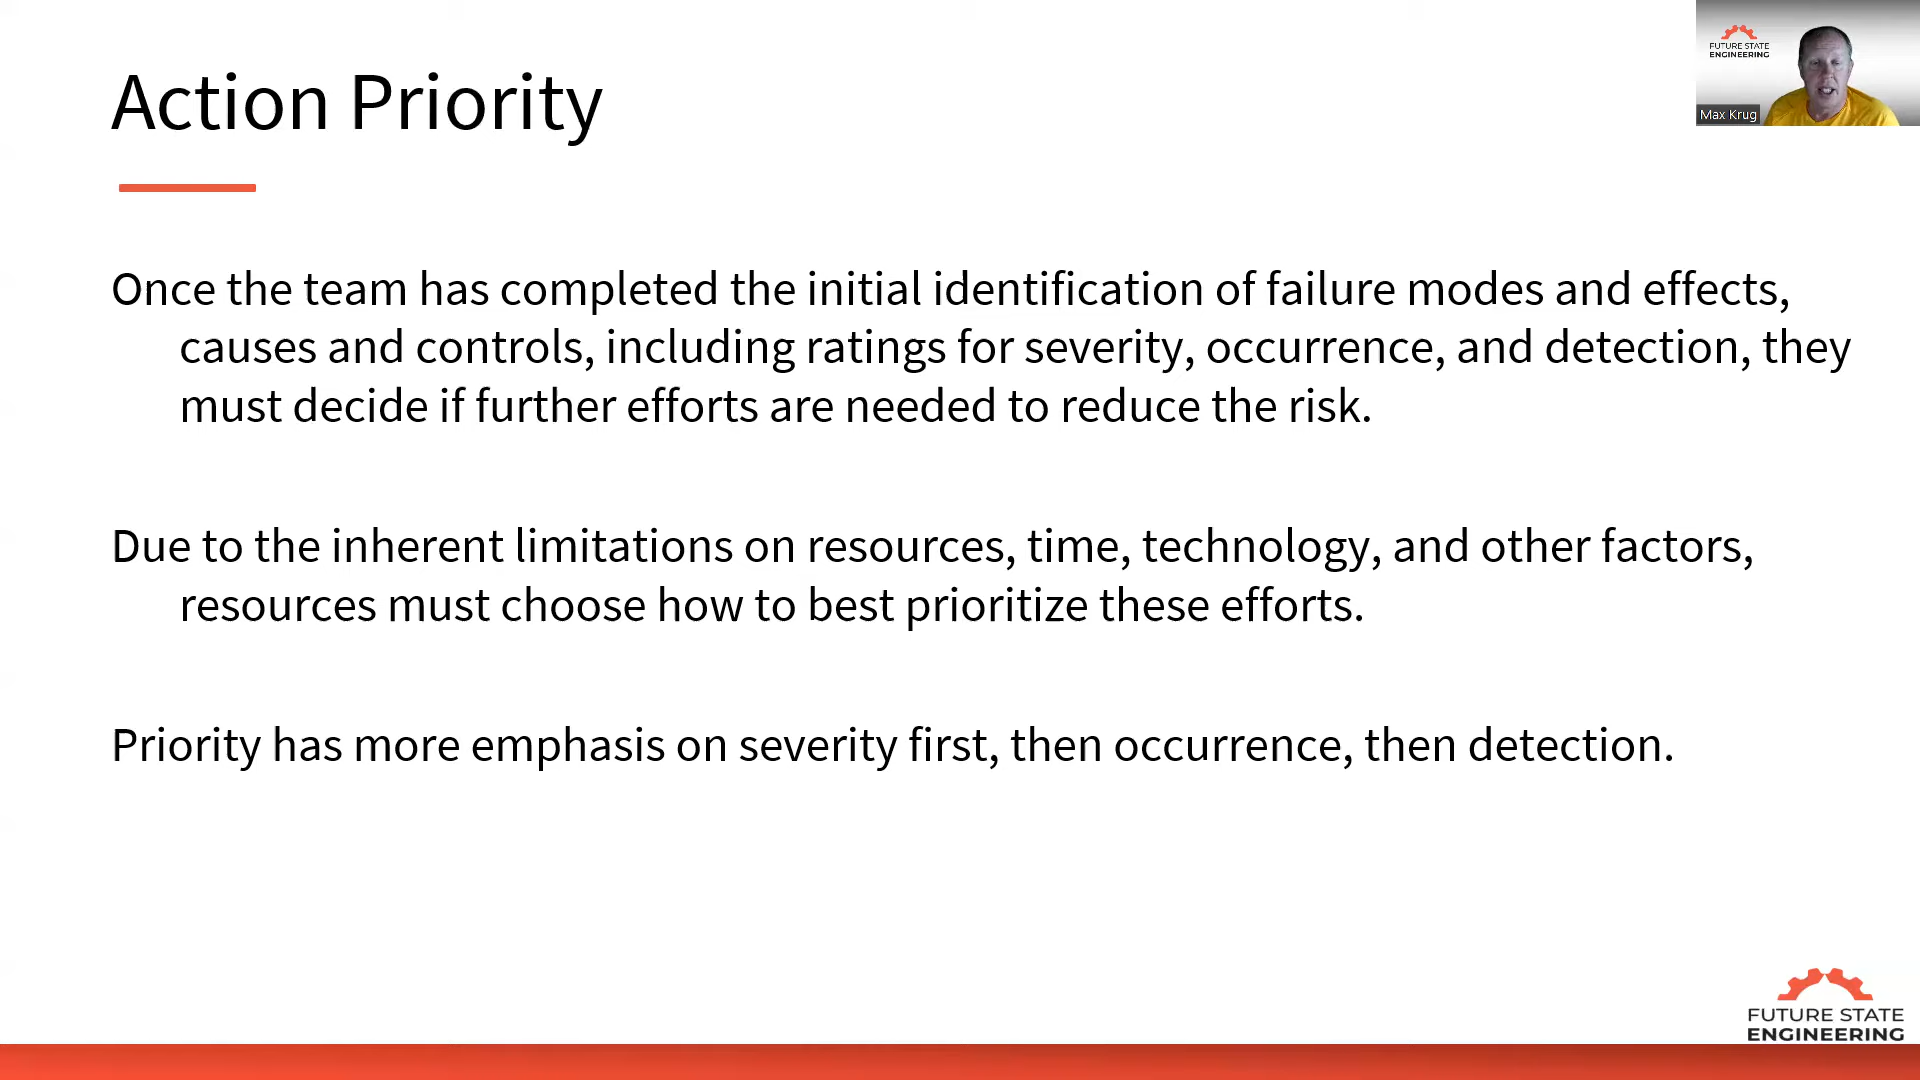 Action Priority
FUTURE STATE
ENGINEERING
Max Krug
Once the team has completed the initial identification of failure modes and effects,
causes and controls, including ratings for severity, occurrence, and detection, they
must decide if further efforts are needed to reduce the risk.
Due to the inherent limitations on resources, time, technology, and other factors,
resources must choose how to best prioritize these efforts.
Priority has more emphasis on severity first, then occurrence, then detection.
FUTURE STATE
ENGINEERING